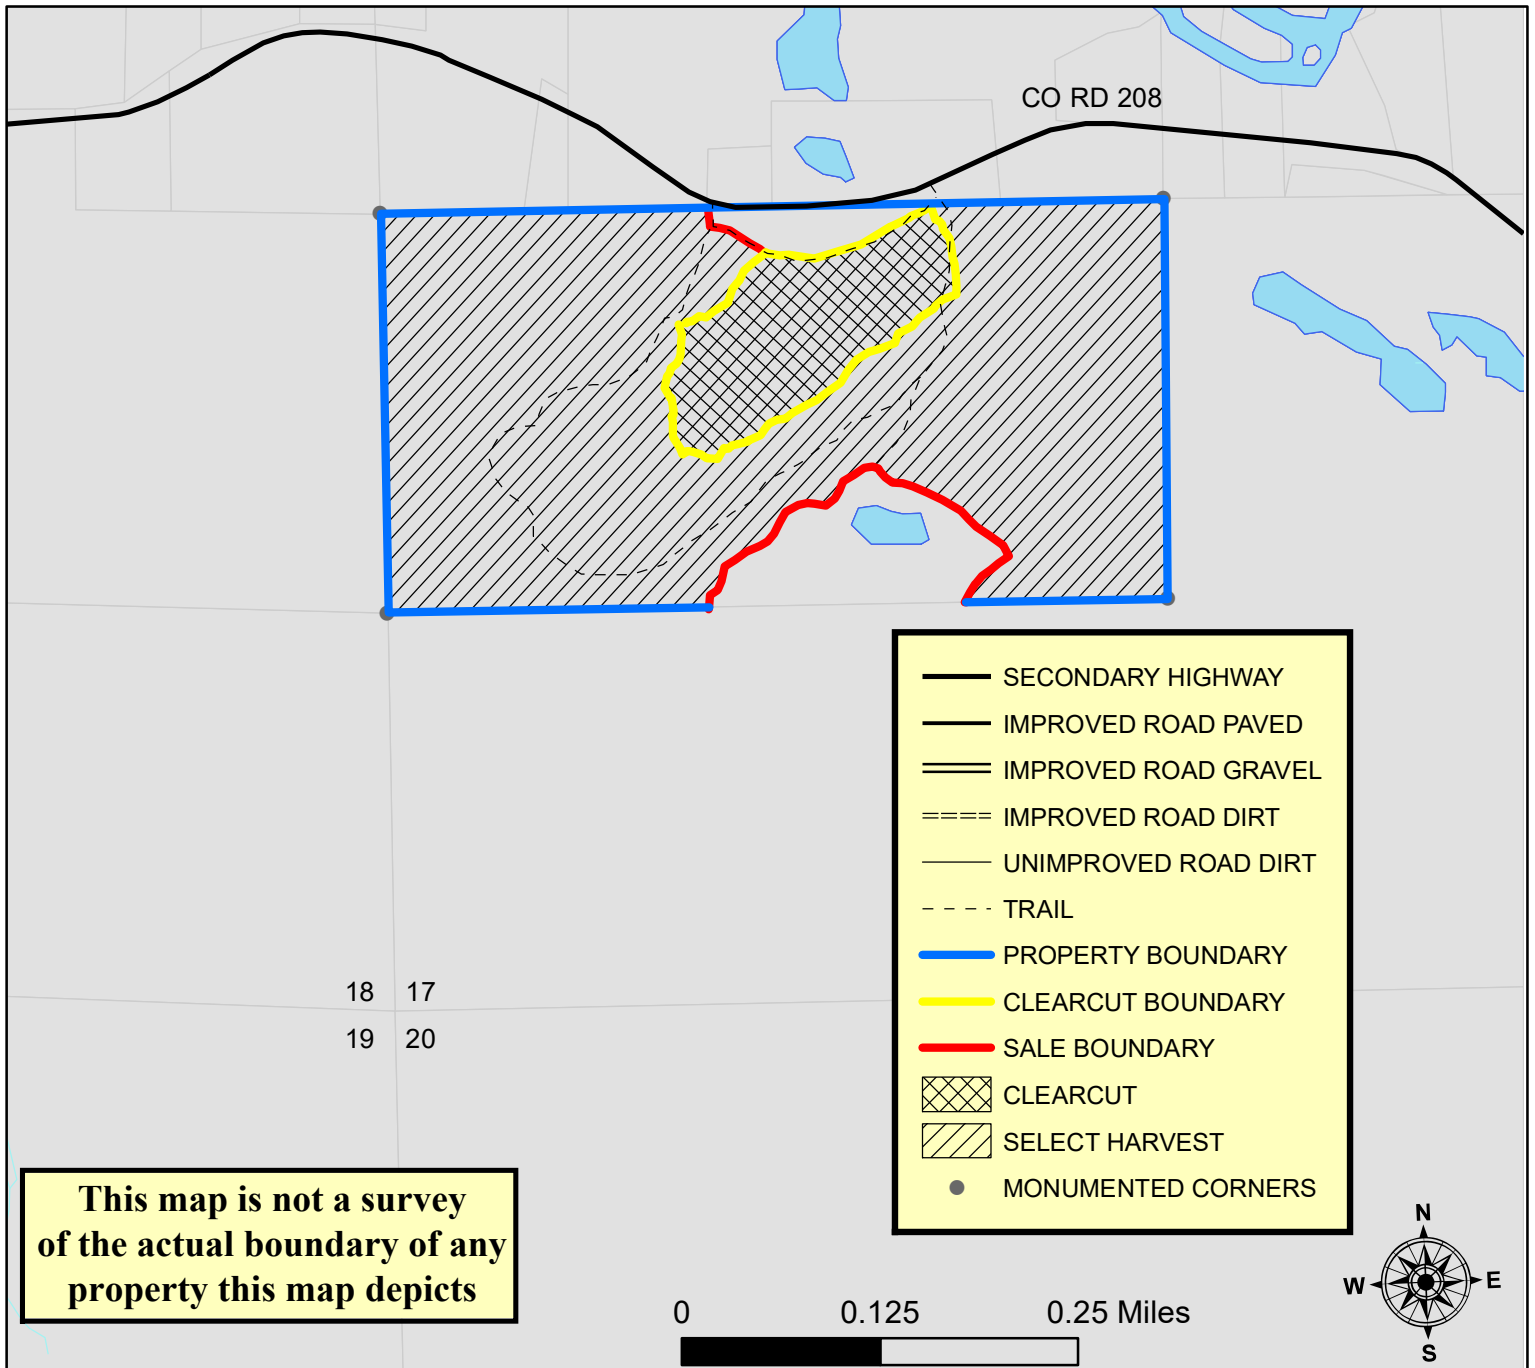 CO RD 208
SECONDARY HIGHWAY
IMPROVED ROAD PAVED
IMPROVED ROAD GRAVEL
IMPROVED ROAD DIRT
UNIMPROVED ROAD DIRT
TRAIL
PROPERTY BOUNDARY
CLEARCUT BOUNDARY
SALE BOUNDARY
CLEARCUT
SELECT HARVEST
MONUMENTED CORNERS
18 17
19 20
This map is not a survey
of the actual boundary of any
property this map depicts
0 0.125 0.25 Miles
N
W E
S